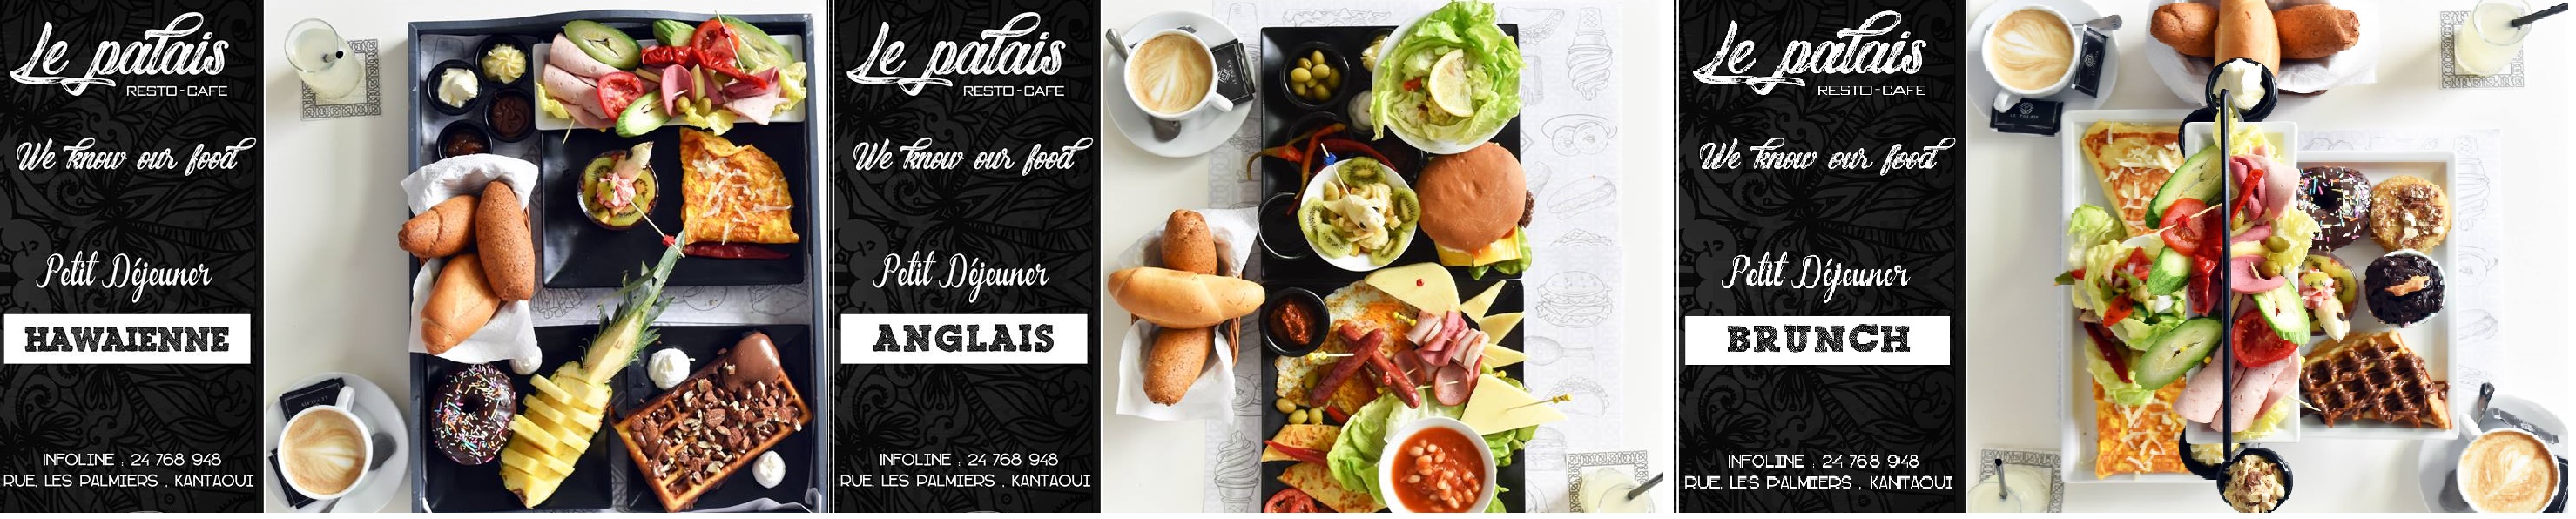 Le palais
RESTO-CAFE
We know our food
Petit Déjeuner
HAWAIENNE
INFOLINE : 24 768 948
RUE, LES PALMIERS , KANTAOUI
Le palais
RESTO-CAFE
We know our food
Petit Déjeuner
ANGLAIS
INFOLINE : 24 768 948
RUE, LES PALMIERS , KANTAOUI
Le palais
RESTO-CAFE
We know our food
Petit Déjeuner
BRUNCH
INFOLINE : 24 768 948
RUE, LES PALMIERS , KANTAOUI
LE PALAIS